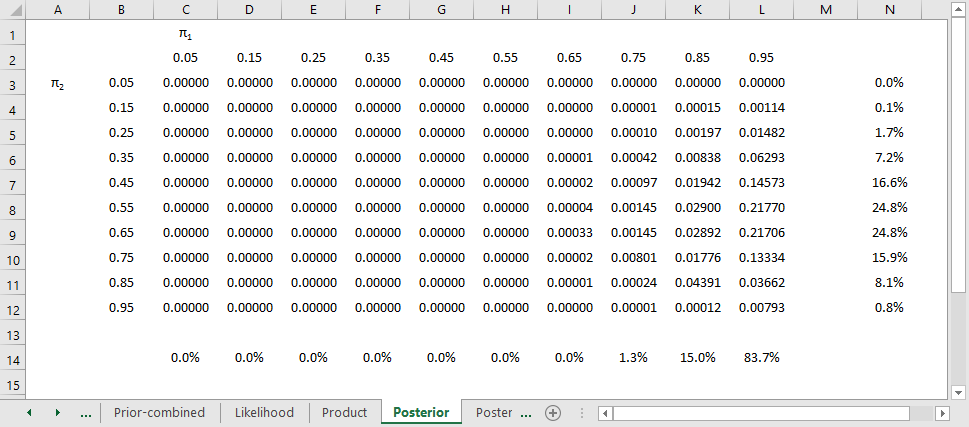 A B C D E F G H I J K L M N
1 π1
2 0.05 0.15 0.25 0.35 0.45 0.55 0.65 0.75 0.85 0.95
3 π2 0.05 0.00000 0.00000 0.00000 0.00000 0.00000 0.00000 0.00000 0.00000 0.00000 0.00000 0.0%
4 0.15 0.00000 0.00000 0.00000 0.00000 0.00000 0.00000 0.00000 0.00001 0.00015 0.00114 0.1%
5 0.25 0.00000 0.00000 0.00000 0.00000 0.00000 0.00000 0.00000 0.00010 0.00197 0.01482 1.7%
6 0.35 0.00000 0.00000 0.00000 0.00000 0.00000 0.00000 0.00001 0.00042 0.00838 0.06293 7.2%
7 0.45 0.00000 0.00000 0.00000 0.00000 0.00000 0.00000 0.00002 0.00097 0.01942 0.14573 16.6%
8 0.55 0.00000 0.00000 0.00000 0.00000 0.00000 0.00000 0.00004 0.00145 0.02900 0.21770 24.8%
9 0.65 0.00000 0.00000 0.00000 0.00000 0.00000 0.00000 0.00033 0.00145 0.02892 0.21706 24.8%
10 0.75 0.00000 0.00000 0.00000 0.00000 0.00000 0.00000 0.00002 0.00801 0.01776 0.13334 15.9%
11 0.85 0.00000 0.00000 0.00000 0.00000 0.00000 0.00000 0.00001 0.00024 0.04391 0.03662 8.1%
12 0.95 0.00000 0.00000 0.00000 0.00000 0.00000 0.00000 0.00000 0.00001 0.00012 0.00793 0.8%
13
14 0.0% 0.0% 0.0% 0.0% 0.0% 0.0% 0.0% 1.3% 15.0% 83.7%
15
... Prior-combined Likelihood Product Posterior Poster ...